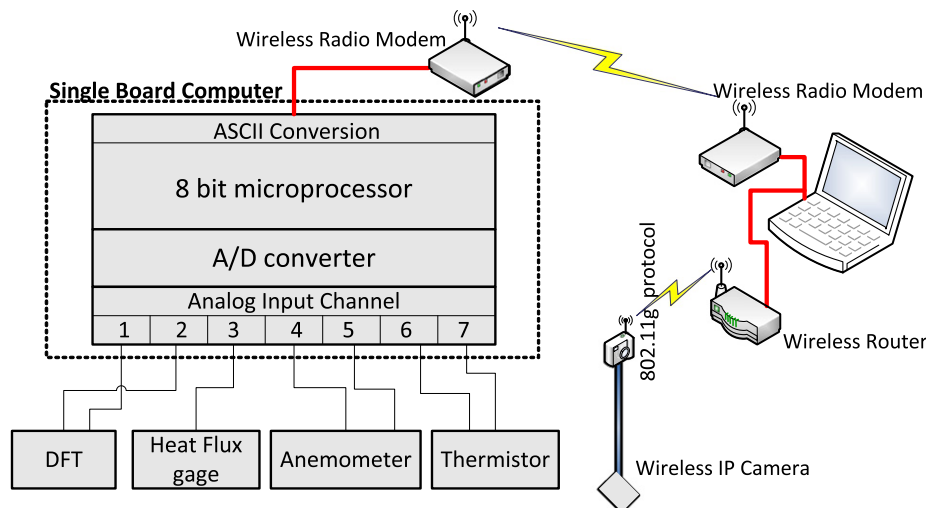 Wireless Radio Modem
Single Board Computer
Wireless Radio Modem
ASCII Conversion
8 bit microprocessor
A/D converter
Analog Input Channel
1 2 3 4 5 6 7
802.11g protocol
Wireless Router
DFT
Heat Flux
gage
Anemometer
Thermistor
Wireless IP Camera